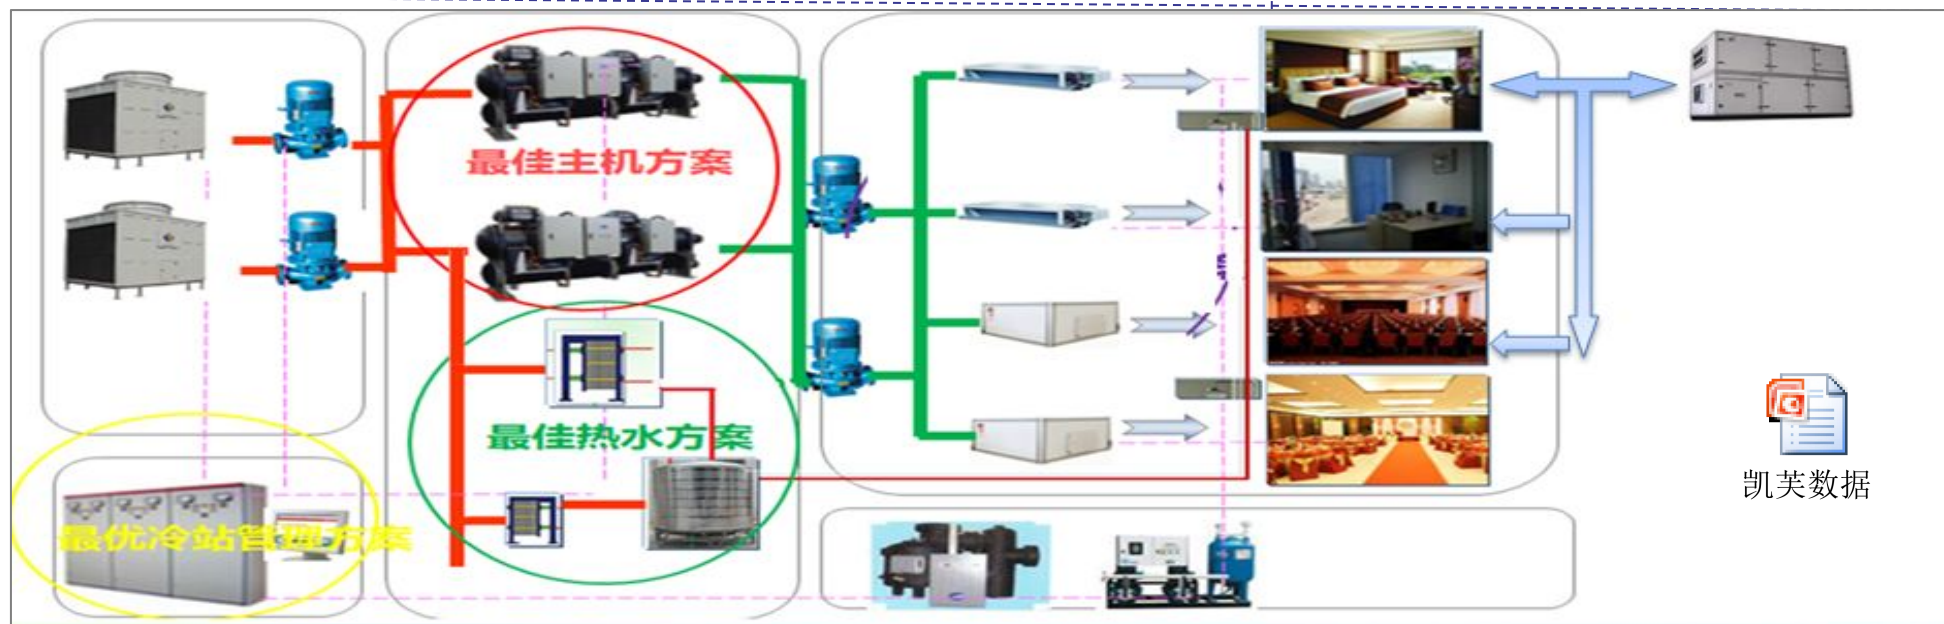 最佳主机方案
最佳热水方案
最优冷站管理方案
凯芙数据